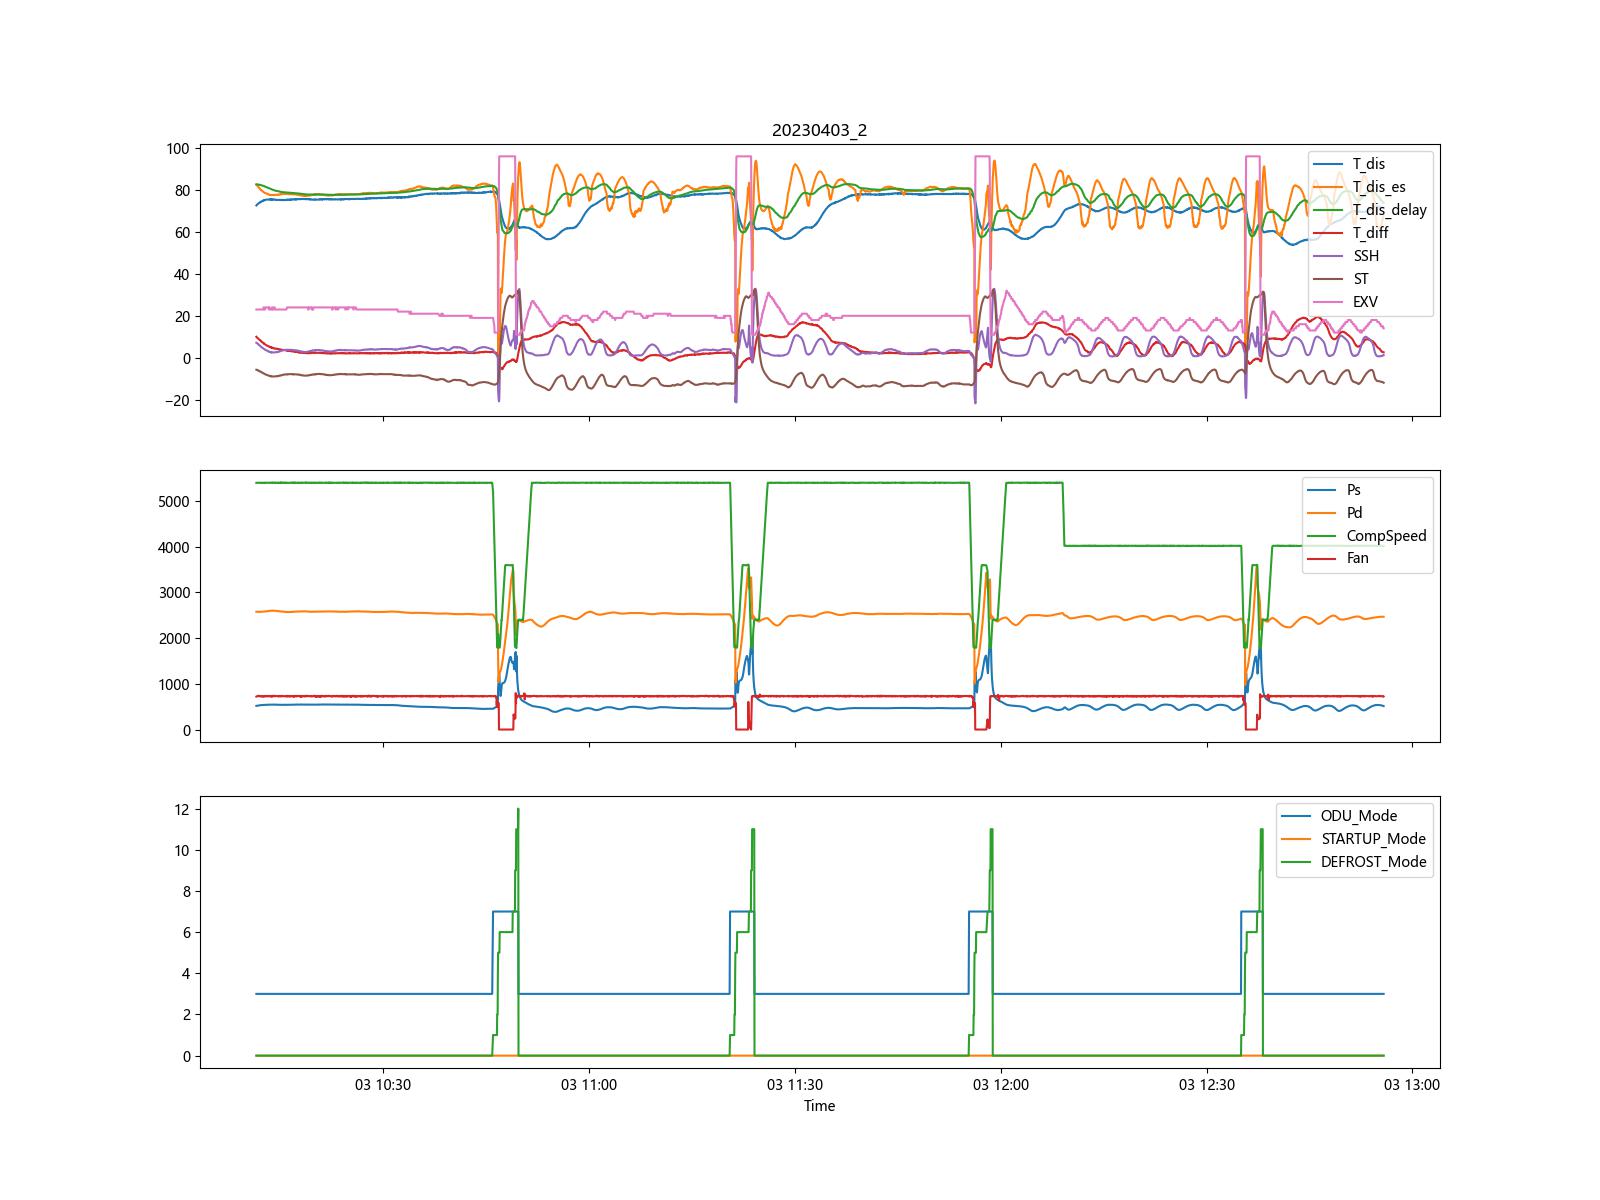 20230403_2
100
80
60
40
20
0
−20
T_dis
T_dis_es
T_dis_delay
T_diff
SSH
ST
EXV
5000
4000
3000
2000
1000
0
Ps
Pd
CompSpeed
Fan
12
10
8
6
4
2
0
ODU_Mode
STARTUP_Mode
DEFROST_Mode
03 10:30 03 11:00 03 11:30 03 12:00 03 12:30 03 13:00
Time